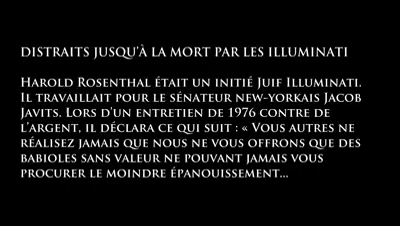 DISTRAITS JUSQU'À LA MORT PAR LES ILLUMINATI
HAROLD ROSENTHAL ÉTAIT UN INITIÉ JUIF ILLUMINATI.
IL TRAVAILLAIT POUR LE SÉNATEUR NEW-YORKAIS JACOB
JAVITS. LORS D'UN ENTRETIEN DE 1976 CONTRE DE
L'ARGENT, IL DÉCLARA CE QUI SUIT : « VOUS AUTRES NE
RÉALISEZ JAMAIS QUE NOUS NE VOUS OFFRONS QUE DES
BABIOLES SANS VALEUR NE POUVANT JAMAIS VOUS
PROCURER LE MOINDRE ÉPANOUISSEMENT...